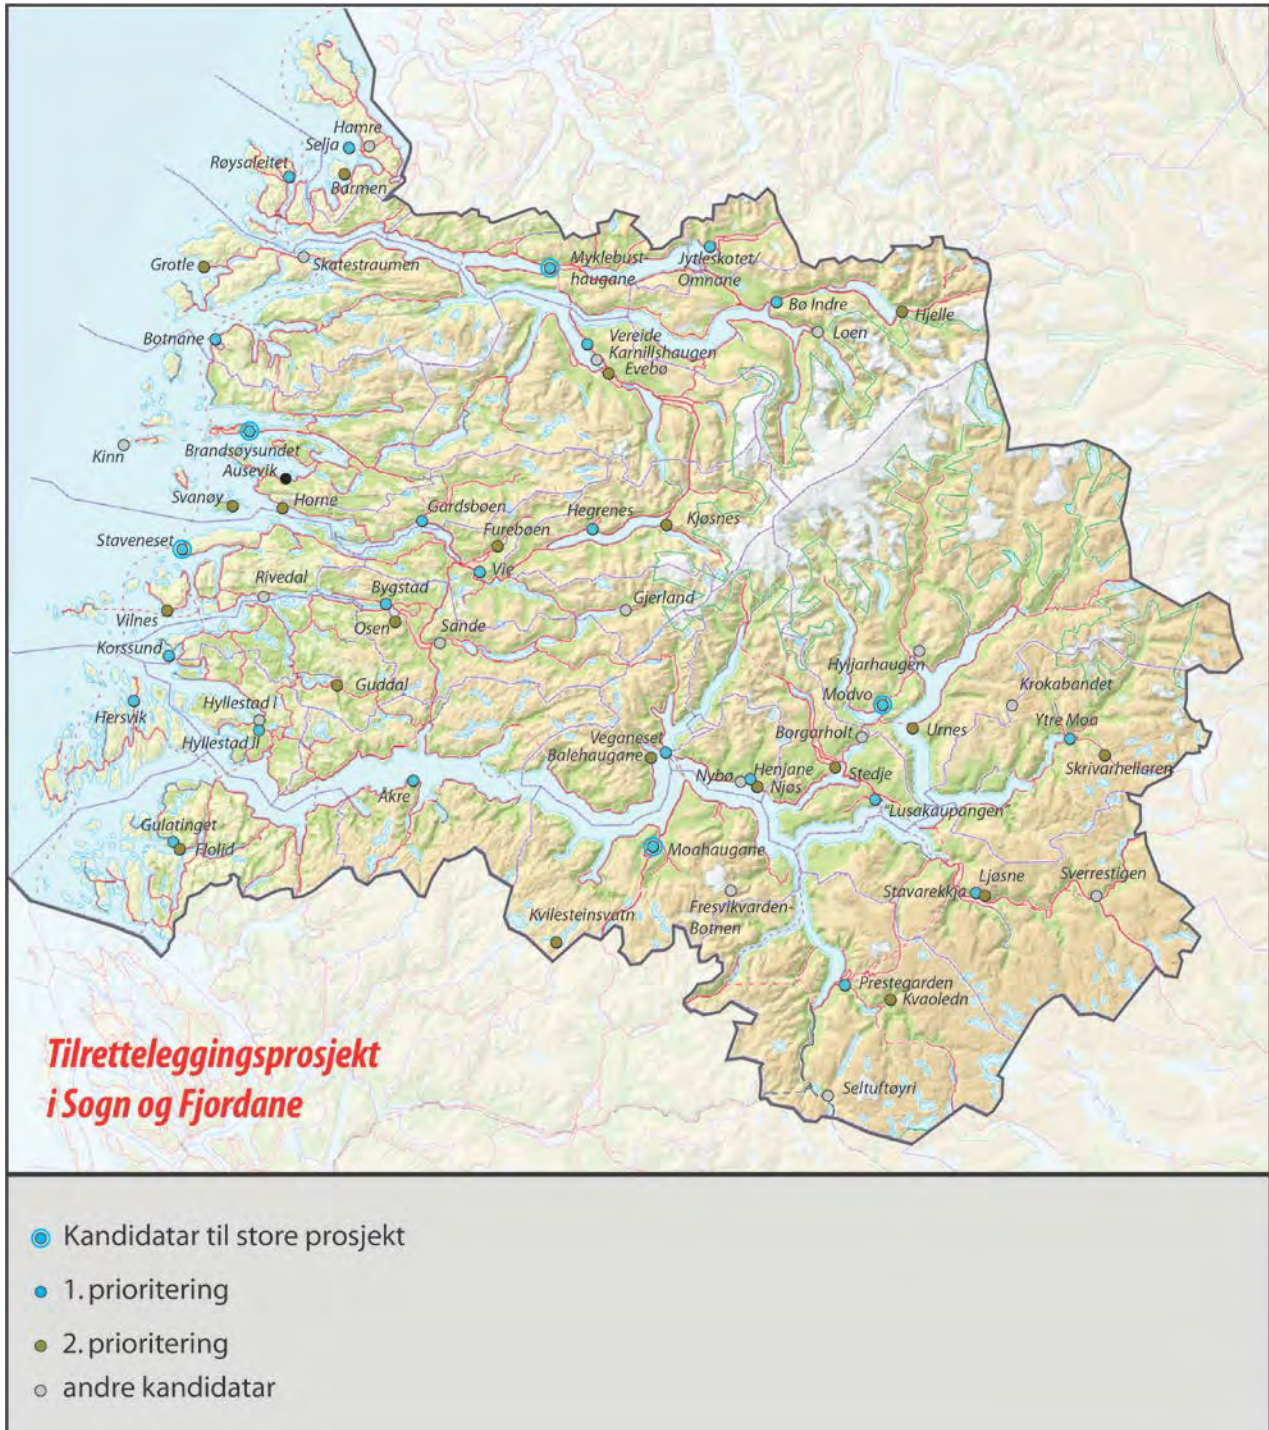 Hamre
Selja
Røysaleitet
Barmen
Grotle
Skatestraumen
Myklebust-
haugane
Jytleskotet/
Omnane
Bø Indre
Hjelle
Loen
Botnane
Vereide
Karnillshaugen
Evebø
Kinn
Brandsøysundet
Ausevik
Svanøy
Horne
Gardsbøen
Furebøen
Hegrenes
Kjøsnes
Staveneset
Vie
Rivedal
Bygstad
Gjerland
Vilnes
Osen
Sande
Korssund
Hyljarhaugen
Guddal
Krokabandet
Modvo
Hersvik
Hyllestad I
Ytre Moa
Hyllestad II
Veganeset
Borgarholt
Urnes
Balehaugane
Skrivarhellaren
Nybø
Henjane
Njøs
Stedje
Åkre
"Lusakaupangen"
Gulatinget
Flolid
Moahaugane
Ljøsne
Sverrestigen
Stavarekkja
Fresvikvarden-
Botnen
Kvilesteinsvatn
Prestegarden
Kvaoledn
Tilretteleggingsprosjekt
i Sogn og Fjordane
Seltuftøyri
Kandidatar til store prosjekt
1. prioritering
2. prioritering
andre kandidatar